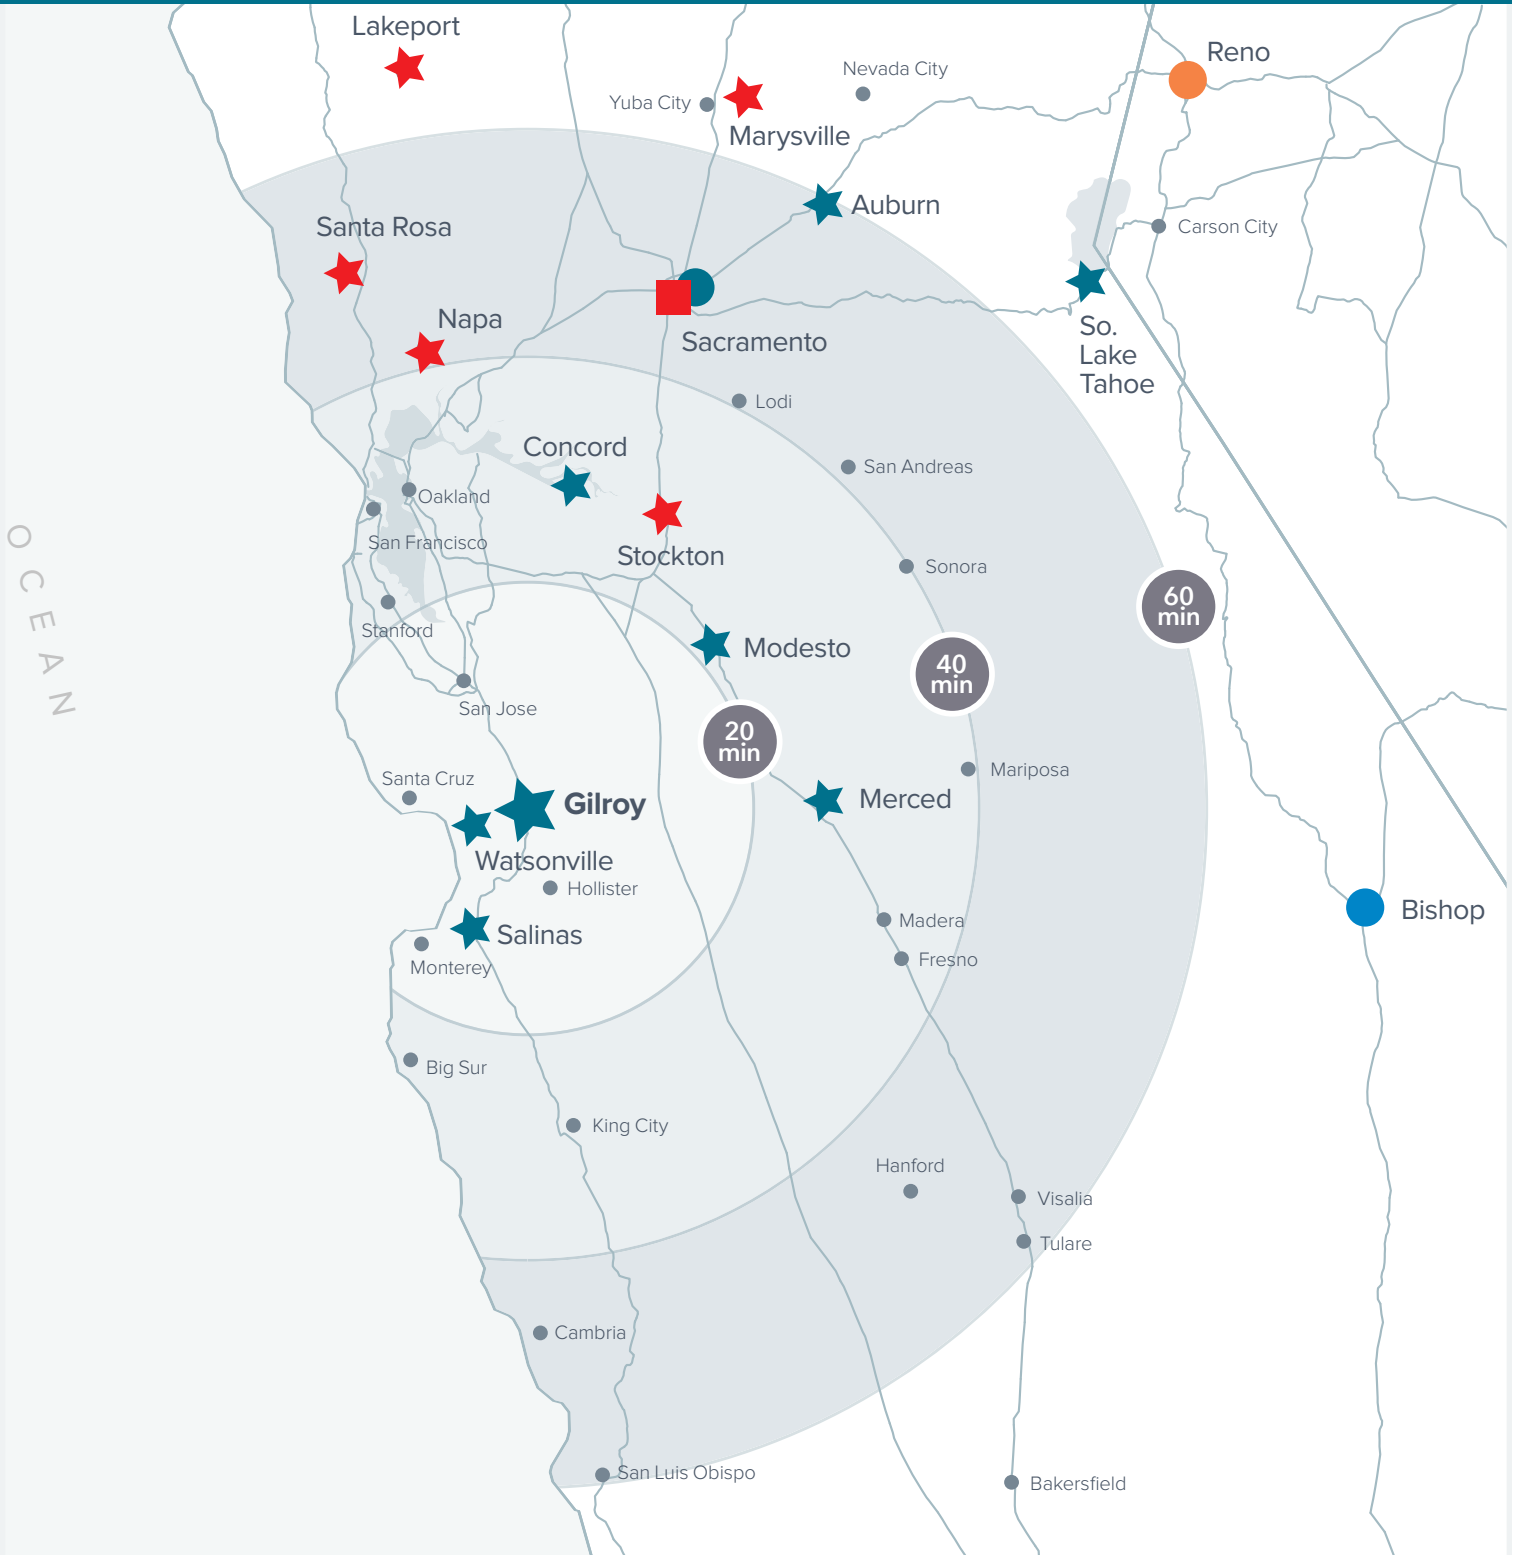 Lakeport
Reno
Nevada City
Yuba City
Marysville
Auburn
Santa Rosa
Carson City
Napa
So.
Lake
Tahoe
Sacramento
Lodi
Concord
San Andreas
Oakland
OCEAN
San Francisco
Stockton
Sonora
60
min
Stanford
Modesto
40
min
San Jose
20
min
Mariposa
Santa Cruz
Gilroy
Merced
Watsonville
Hollister
Bishop
Madera
Salinas
Fresno
Monterey
Big Sur
King City
Hanford
Visalia
Tulare
Cambria
San Luis Obispo
Bakersfield